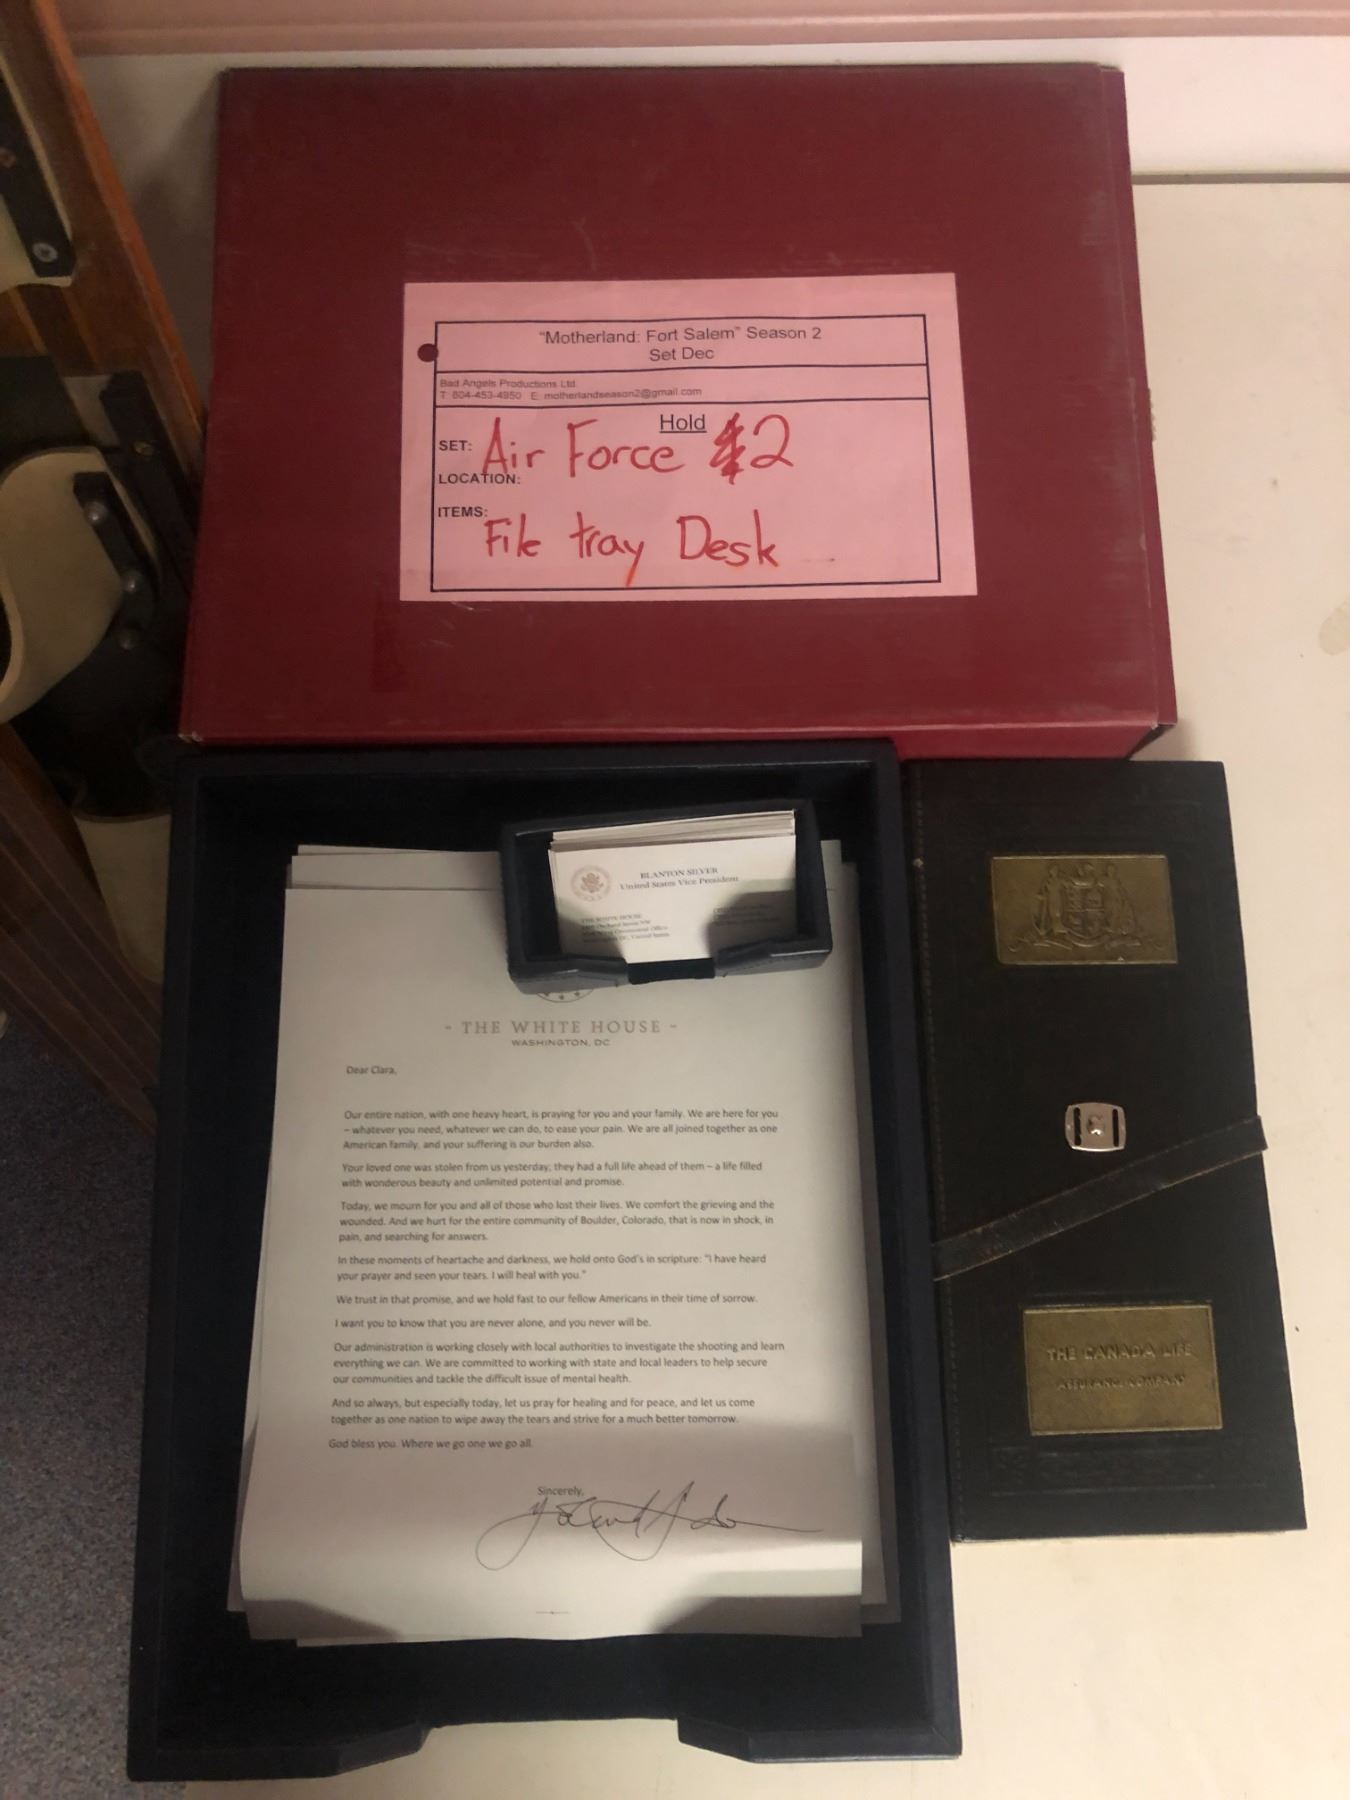 "Motherland: Fort Salem" Season 2
Set Dec
Bad Angels Productions Ltd.
T: 604-453-4950 E: motherlandseason2@gmail.com
Hold
SET: Air Force 2
LOCATION:
ITEMS: File tray Desk
BLANTON SILVER
United States Vice President
THE WHITE HOUSE
- THE WHITE HOUSE -
WASHINGTON, DC
Dear Clara,
Our entire nation, with one heavy heart, is praying for you and your family. We are here for you
– whatever you need, whatever we can do, to ease your pain. We are all joined together as one
American family, and your suffering is our burden also.
Your loved one was stolen from us yesterday; they had a full life ahead of them – a life filled
with wonderous beauty and unlimited potential and promise.
Today, we mourn for you and all of those who lost their lives. We comfort the grieving and the
wounded. And we hurt for the entire community of Boulder, Colorado, that is now in shock, in
pain, and searching for answers.
In these moments of heartache and darkness, we hold onto God's in scripture: "I have heard
your prayer and seen your tears. I will heal with you."
We trust in that promise, and we hold fast to our fellow Americans in their time of sorrow.
I want you to know that you are never alone, and you never will be.
Our administration is working closely with local authorities to investigate the shooting and learn
everything we can. We are committed to working with state and local leaders to help secure
our communities and tackle the difficult issue of mental health.
And so always, but especially today, let us pray for healing and for peace, and let us come
together as one nation to wipe away the tears and strive for a much better tomorrow.
God bless you. Where we go one we go all.
Sincerely,
THE CANADA LIFE
ASSURANCE COMPANY